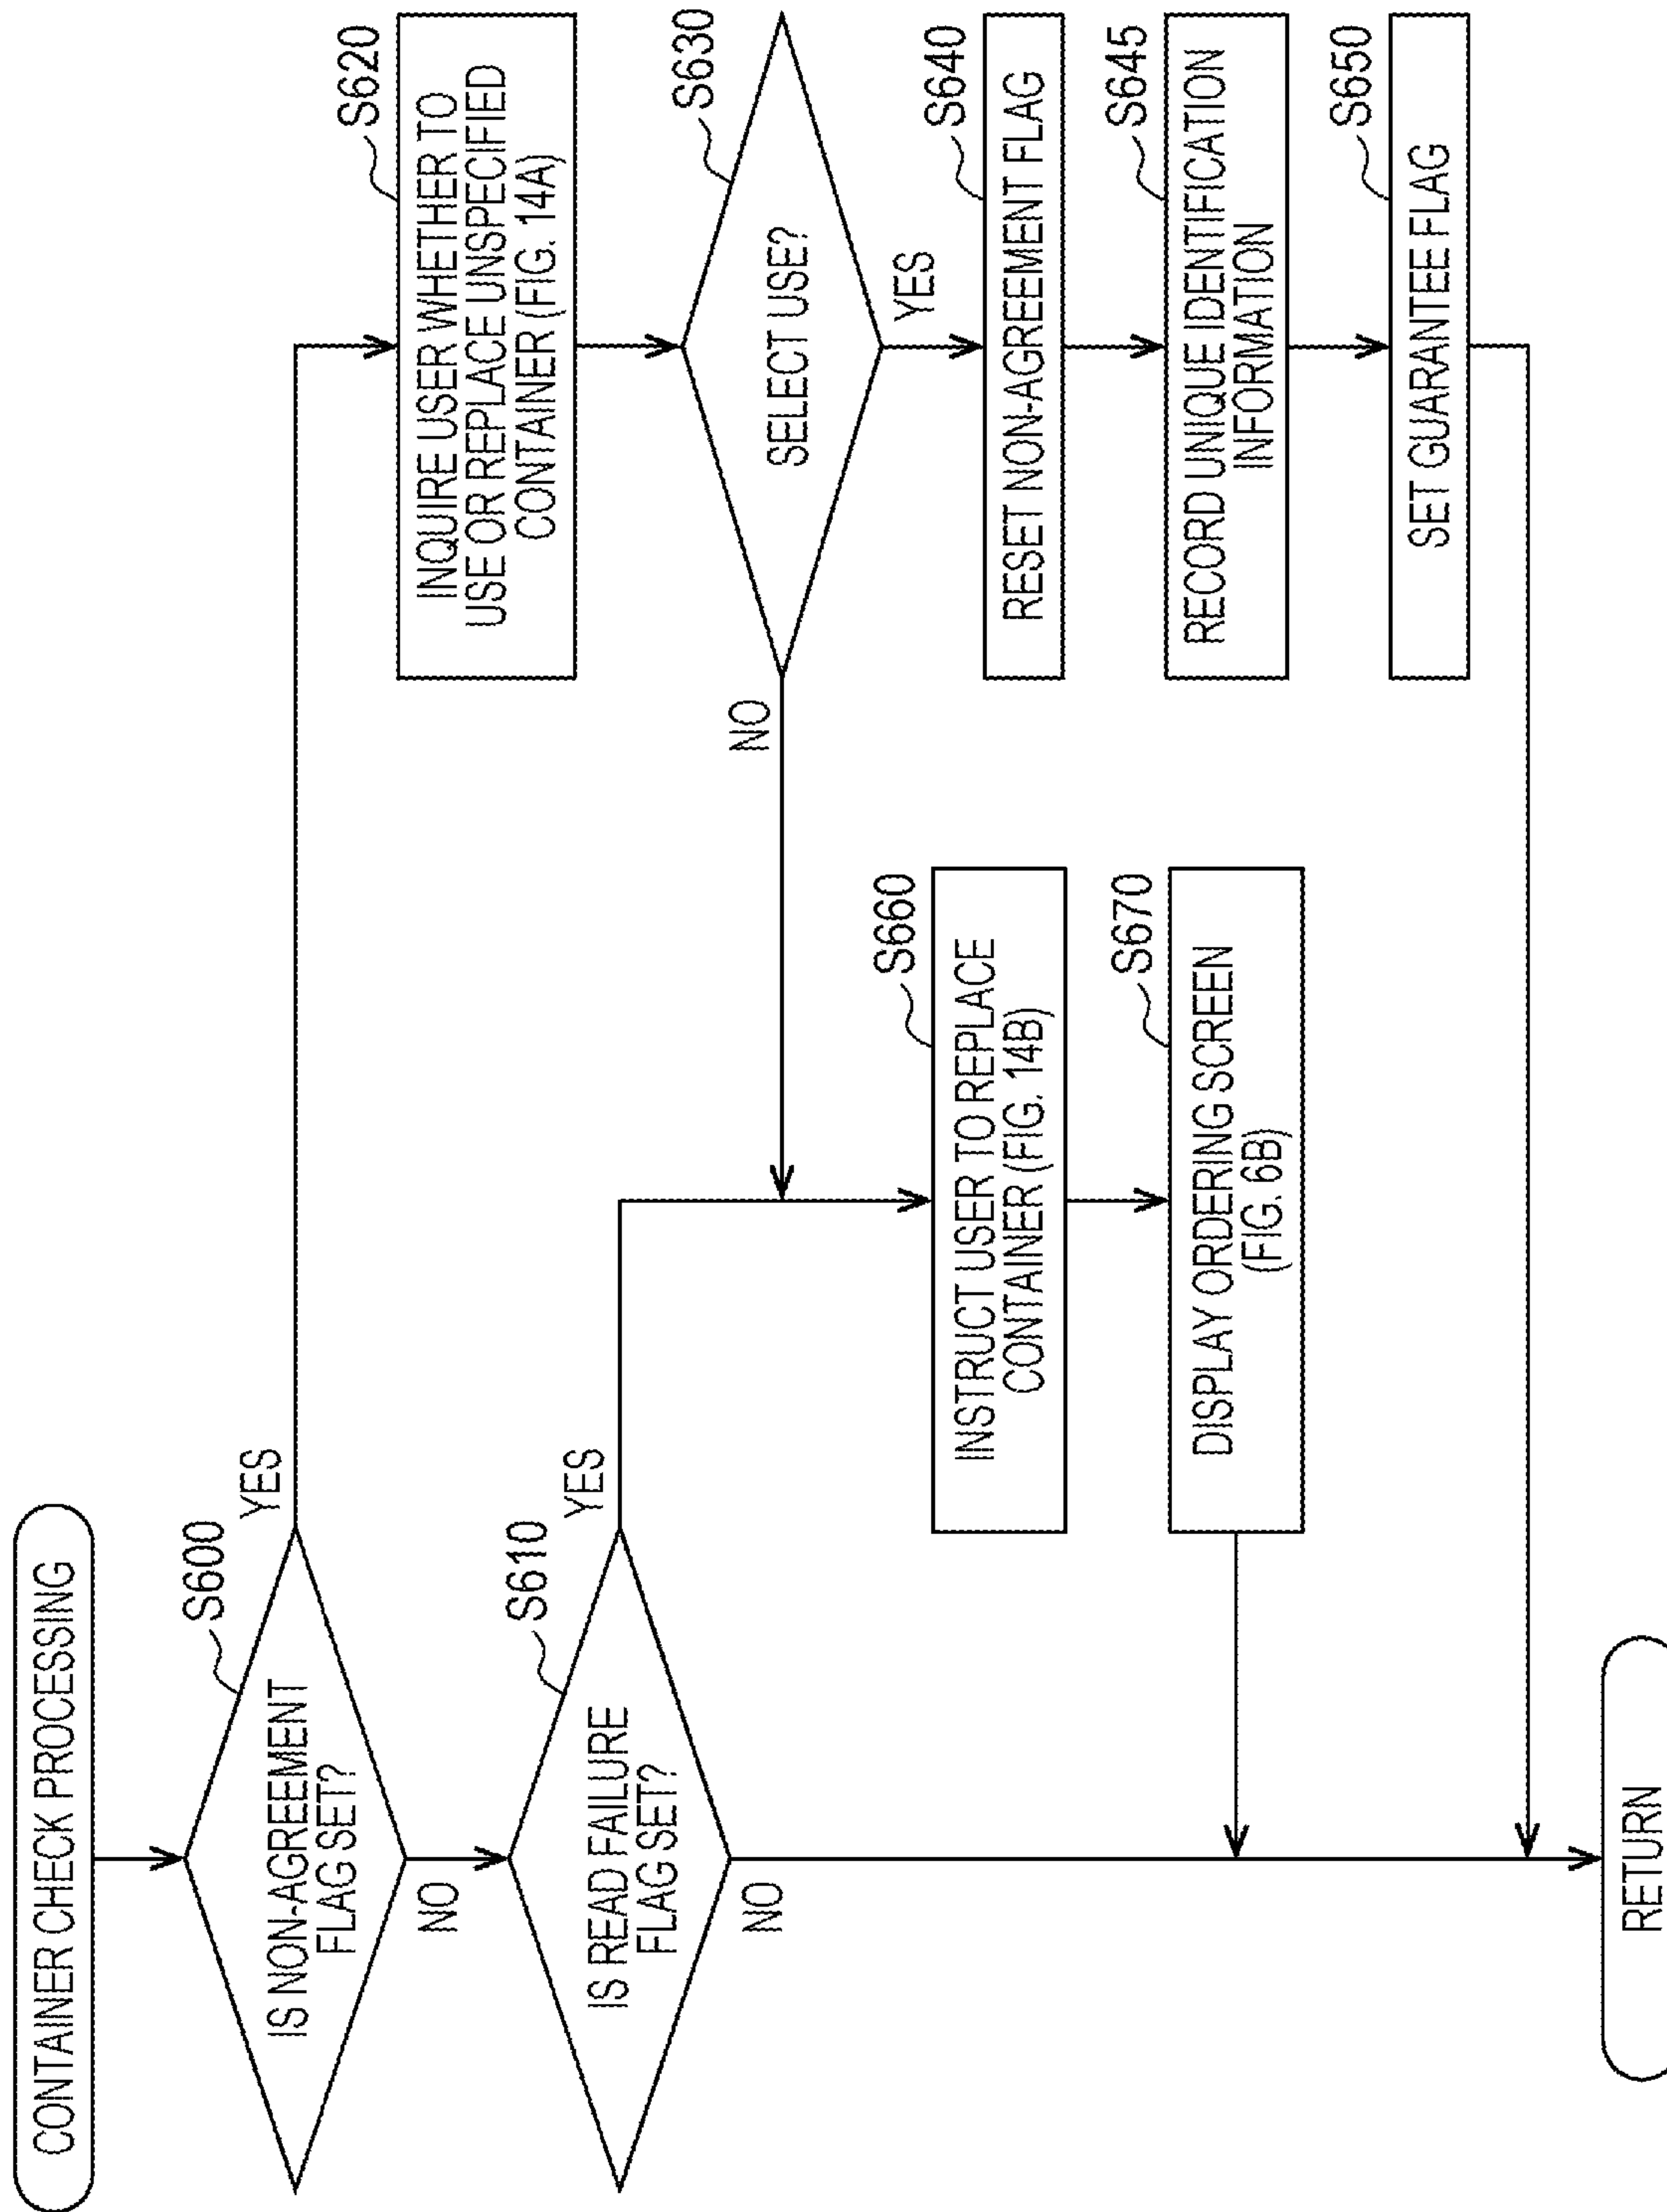 CONTAINER CHECK PROCESSING
S600
IS NON-AGREEMENT
FLAG SET?
YES
NO
S610
IS READ FAILURE
FLAG SET?
YES
NO
S620
INQUIRE USER WHETHER TO
USE OR REPLACE UNSPECIFIED
CONTAINER (FIG. 14A)
S630
SELECT USE?
NO
YES
S640
RESET NON-AGREEMENT FLAG
S645
RECORD UNIQUE IDENTIFICATION
INFORMATION
S650
SET GUARANTEE FLAG
S660
INSTRUCT USER TO REPLACE
CONTAINER (FIG. 14B)
S670
DISPLAY ORDERING SCREEN
(FIG. 6B)
RETURN